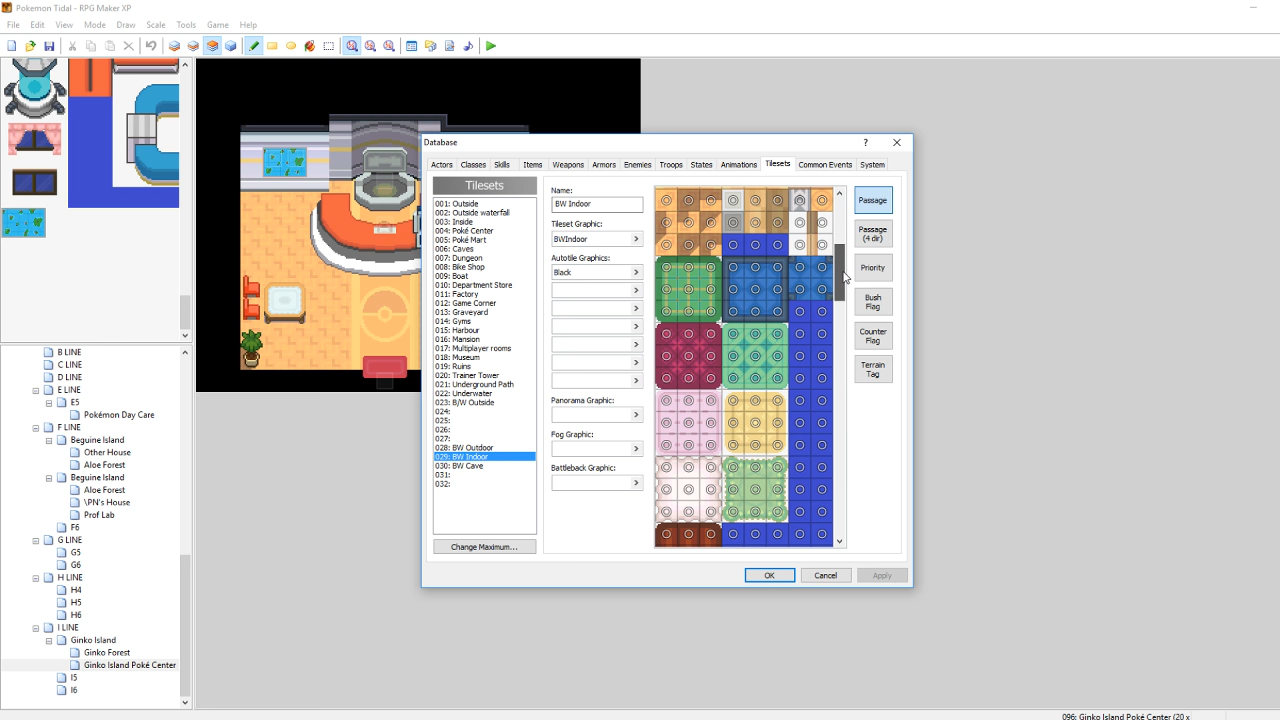 Pokemon Tidal - RPG Maker XP
File Edit View Mode Draw Scale Tools Game Help
Database
?
Actors Classes Skills Items Weapons Armors Enemies Troops States Animations Tilesets Common Events System
Tilesets
001: Outside
002: Outside waterfall
003: Inside
004: Poké Center
005: Poké Mart
006: Caves
007: Dungeon
008: Bike Shop
009: Boat
010: Department Store
011: Factory
012: Game Corner
013: Graveyard
014: Gyms
015: Harbour
016: Mansion
017: Multiplayer rooms
018: Museum
019: Ruins
020: Trainer Tower
021: Underground Path
022: Underwater
023: B/W Outside
024:
025:
026:
027:
028: BW Outdoor
029: BW Indoor
030: BW Cave
031:
032:
Change Maximum...
Name:
BW Indoor
Tileset Graphic:
BWIndoor
Autotile Graphics:
Black
Panorama Graphic:
Fog Graphic:
Battleback Graphic:
Passage
Passage
(4 dir)
Priority
Bush
Flag
Counter
Flag
Terrain
Tag
OK Cancel Apply
B LINE
C LINE
D LINE
E LINE
E5
Pokémon Day Care
F LINE
Beguine Island
Other House
Aloe Forest
Beguine Island
Aloe Forest
\PN's House
Prof Lab
F6
G LINE
G5
G6
H LINE
H4
H5
H6
I LINE
Ginko Island
Ginko Forest
Ginko Island Poké Center
I5
I6
096: Ginko Island Poké Center (20 x